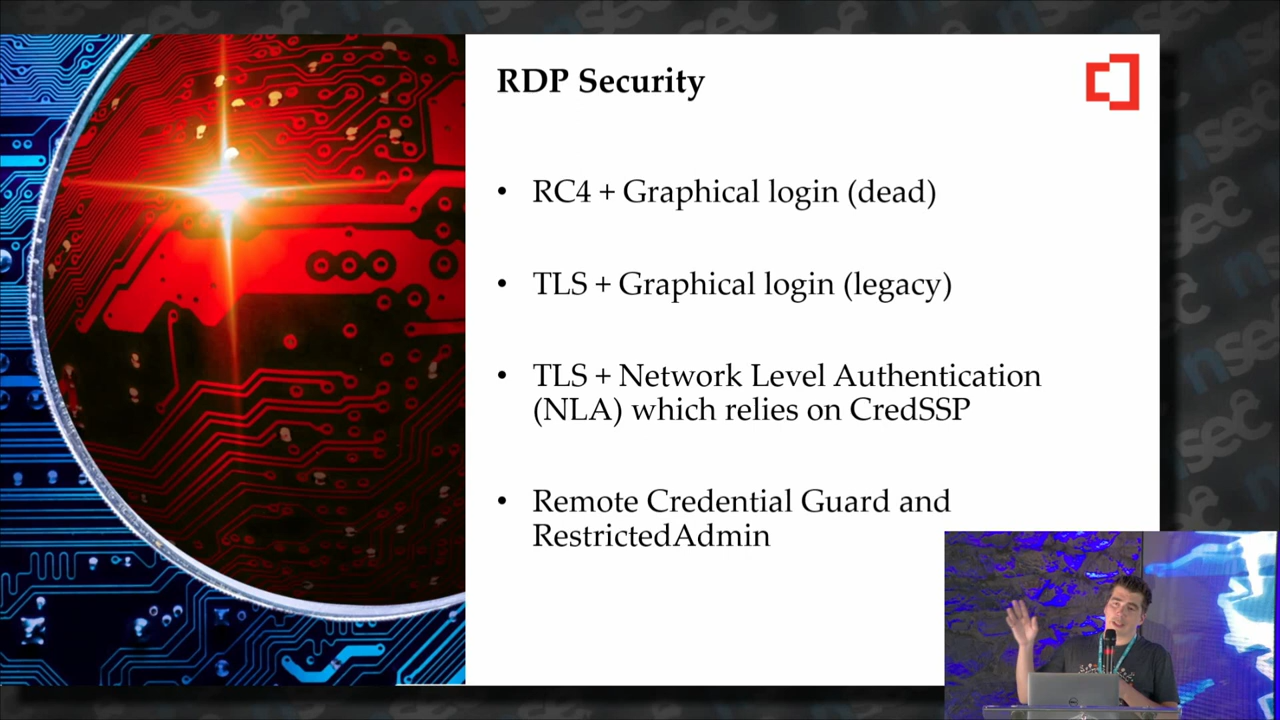 RDP Security
• RC4 + Graphical login (dead)
• TLS + Graphical login (legacy)
• TLS + Network Level Authentication
(NLA) which relies on CredSSP
• Remote Credential Guard and
RestrictedAdmin
nsec